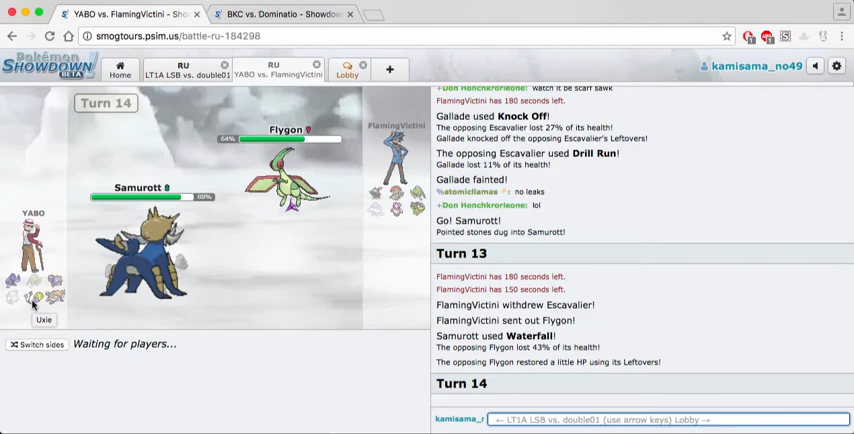 YABO vs. FlamingVictini - Sho
BKC vs. Dominatio - Showdow
smogtours.psim.us/battle-ru-184298
Pokémon
SHOWDOWN!
BETA
Home
RU
LT1A LSB vs. double01
RU
YABO vs. FlamingVictini
Lobby
kamisama_no49
Turn 14
Flygon
64%
FlamingVictini
Samurott
88%
YABO
Uxie
Switch sides
Waiting for players...
+Don Honchkrorleone: watch it be scarf sawk
FlamingVictini has 180 seconds left.
Gallade used Knock Off!
The opposing Escavalier lost 27% of its health!
Gallade knocked off the opposing Escavalier's Leftovers!
The opposing Escavalier used Drill Run!
Gallade lost 11% of its health!
Gallade fainted!
%atomicllamas: no leaks
+Don Honchkrorleone: lol
Go! Samurott!
Pointed stones dug into Samurott!
Turn 13
FlamingVictini has 180 seconds left.
FlamingVictini has 150 seconds left.
FlamingVictini withdrew Escavalier!
FlamingVictini sent out Flygon!
Samurott used Waterfall!
The opposing Flygon lost 43% of its health!
The opposing Flygon restored a little HP using its Leftovers!
Turn 14
kamisama_r
← LT1A LSB vs. double01 (use arrow keys) Lobby →